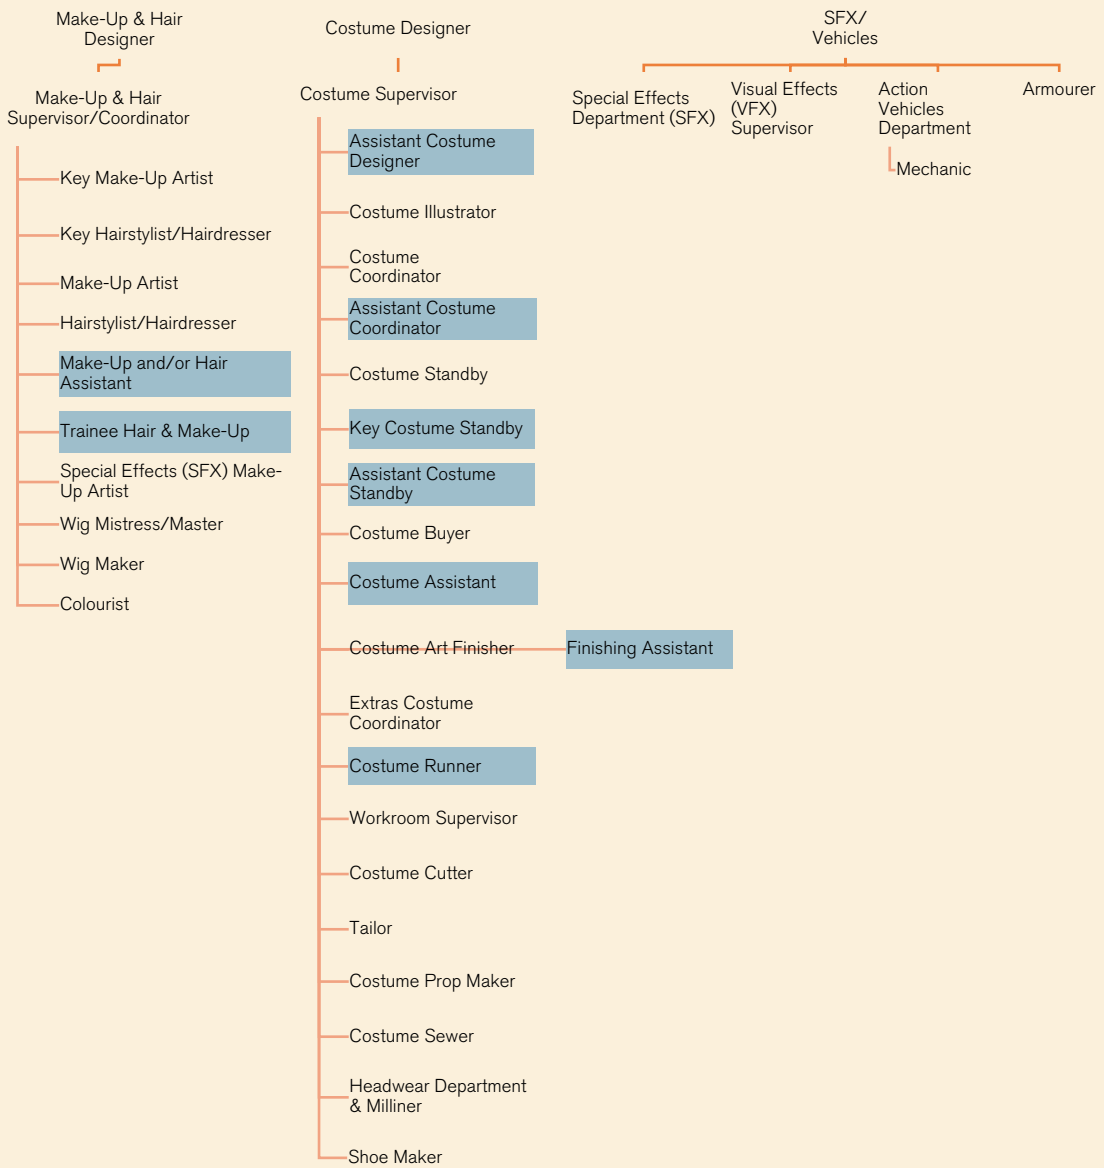 Make-Up & Hair
Designer
Make-Up & Hair
Supervisor/Coordinator
Key Make-Up Artist
Key Hairstylist/Hairdresser
Make-Up Artist
Hairstylist/Hairdresser
Make-Up and/or Hair
Assistant
Trainee Hair & Make-Up
Special Effects (SFX) Make-
Up Artist
Wig Mistress/Master
Wig Maker
Colourist
Costume Designer
Costume Supervisor
Assistant Costume
Designer
Costume Illustrator
Costume
Coordinator
Assistant Costume
Coordinator
Costume Standby
Key Costume Standby
Assistant Costume
Standby
Costume Buyer
Costume Assistant
Costume Art Finisher
Finishing Assistant
Extras Costume
Coordinator
Costume Runner
Workroom Supervisor
Costume Cutter
Tailor
Costume Prop Maker
Costume Sewer
Headwear Department
& Milliner
Shoe Maker
SFX/
Vehicles
Special Effects
Department (SFX)
Visual Effects
(VFX)
Supervisor
Action
Vehicles
Department
Mechanic
Armourer